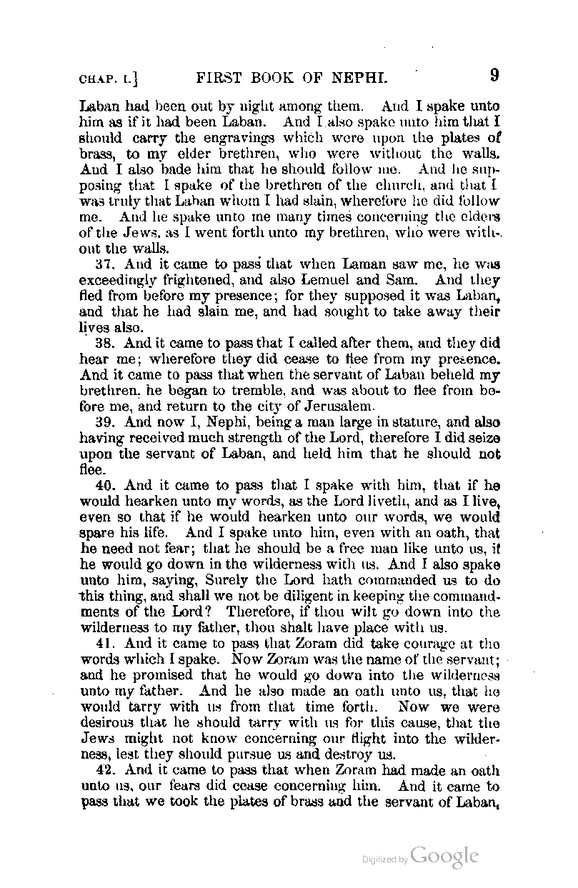 CHAP. I.] FIRST BOOK OF NEPHI. 9
Laban had been out by night among them. And I spake unto
him as if it had been Laban. And I also spake unto him that I
should carry the engravings which were upon the plates of
brass, to my elder brethren, who were without the walls.
And I also bade him that he should follow me. And he sup-
posing that I spake of the brethren of the church, and that I
was truly that Laban whom I had slain, wherefore he did follow
me. And he spake unto me many times concerning the elders
of the Jews, as I went forth unto my brethren, who were with-
out the walls.
37. And it came to pass that when Laman saw me, he was
exceedingly frightened, and also Lemuel and Sam. And they
fled from before my presence; for they supposed it was Laban,
and that he had slain me, and had sought to take away their
lives also.
38. And it came to pass that I called after them, and they did
hear me; wherefore they did cease to flee from my presence.
And it came to pass that when the servant of Laban beheld my
brethren, he began to tremble, and was about to flee from be-
fore me, and return to the city of Jerusalem.
39. And now I, Nephi, being a man large in stature, and also
having received much strength of the Lord, therefore I did seize
upon the servant of Laban, and held him that he should not
flee.
40. And it came to pass that I spake with him, that if he
would hearken unto my words, as the Lord liveth, and as I live,
even so that if he would hearken unto our words, we would
spare his life. And I spake unto him, even with an oath, that
he need not fear; that he should be a free man like unto us, if
he would go down in the wilderness with us. And I also spake
unto him, saying, Surely the Lord hath commanded us to do
this thing, and shall we not be diligent in keeping the command-
ments of the Lord? Therefore, if thou wilt go down into the
wilderness to my father, thou shalt have place with us.
41. And it came to pass that Zoram did take courage at the
words which I spake. Now Zoram was the name of the servant;
and he promised that he would go down into the wilderness
unto my father. And he also made an oath unto us, that he
would tarry with us from that time forth. Now we were
desirous that he should tarry with us for this cause, that the
Jews might not know concerning our flight into the wilder-
ness, lest they should pursue us and destroy us.
42. And it came to pass that when Zoram had made an oath
unto us, our fears did cease concerning him. And it came to
pass that we took the plates of brass and the servant of Laban,
Digitized by Google